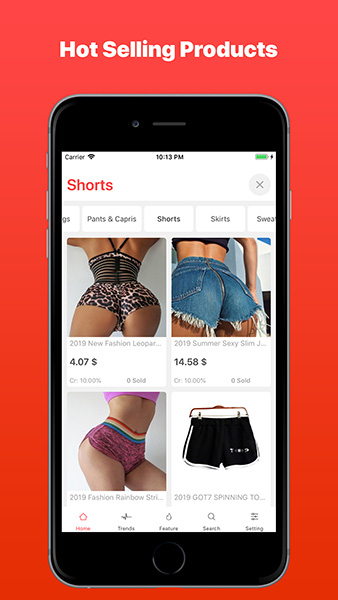 Hot Selling Products
Carrier 10:13 PM
Shorts
gs Pants & Capris Shorts Skirts Sweat
2019 New Fashion Leopar... 2019 Summer Sexy Slim J...
4.07 $ 14.58 $
Cr: 10.00% 0 Sold Cr: 10.00% 0 Sold
2019 Fashion Rainbow Stri... 2019 GOT7 SPINNING TO...
Home Trends Feature Search Setting